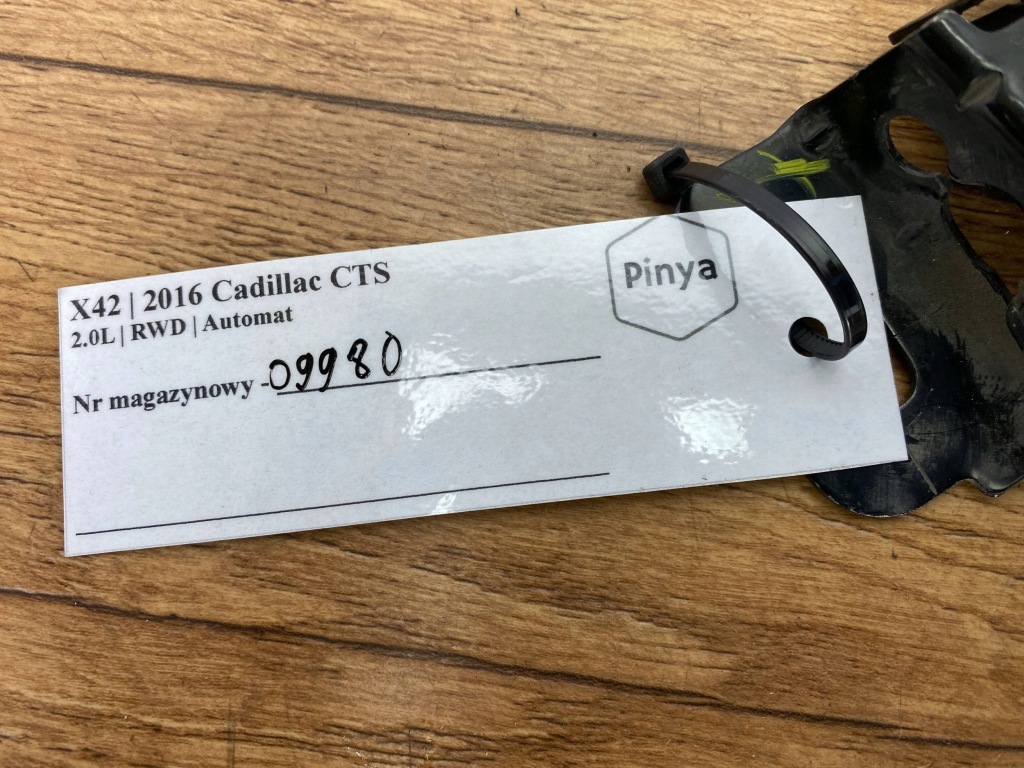 X42 | 2016 Cadillac CTS
2.0L | RWD | Automat
Nr magazynowy - 09980
Pinya